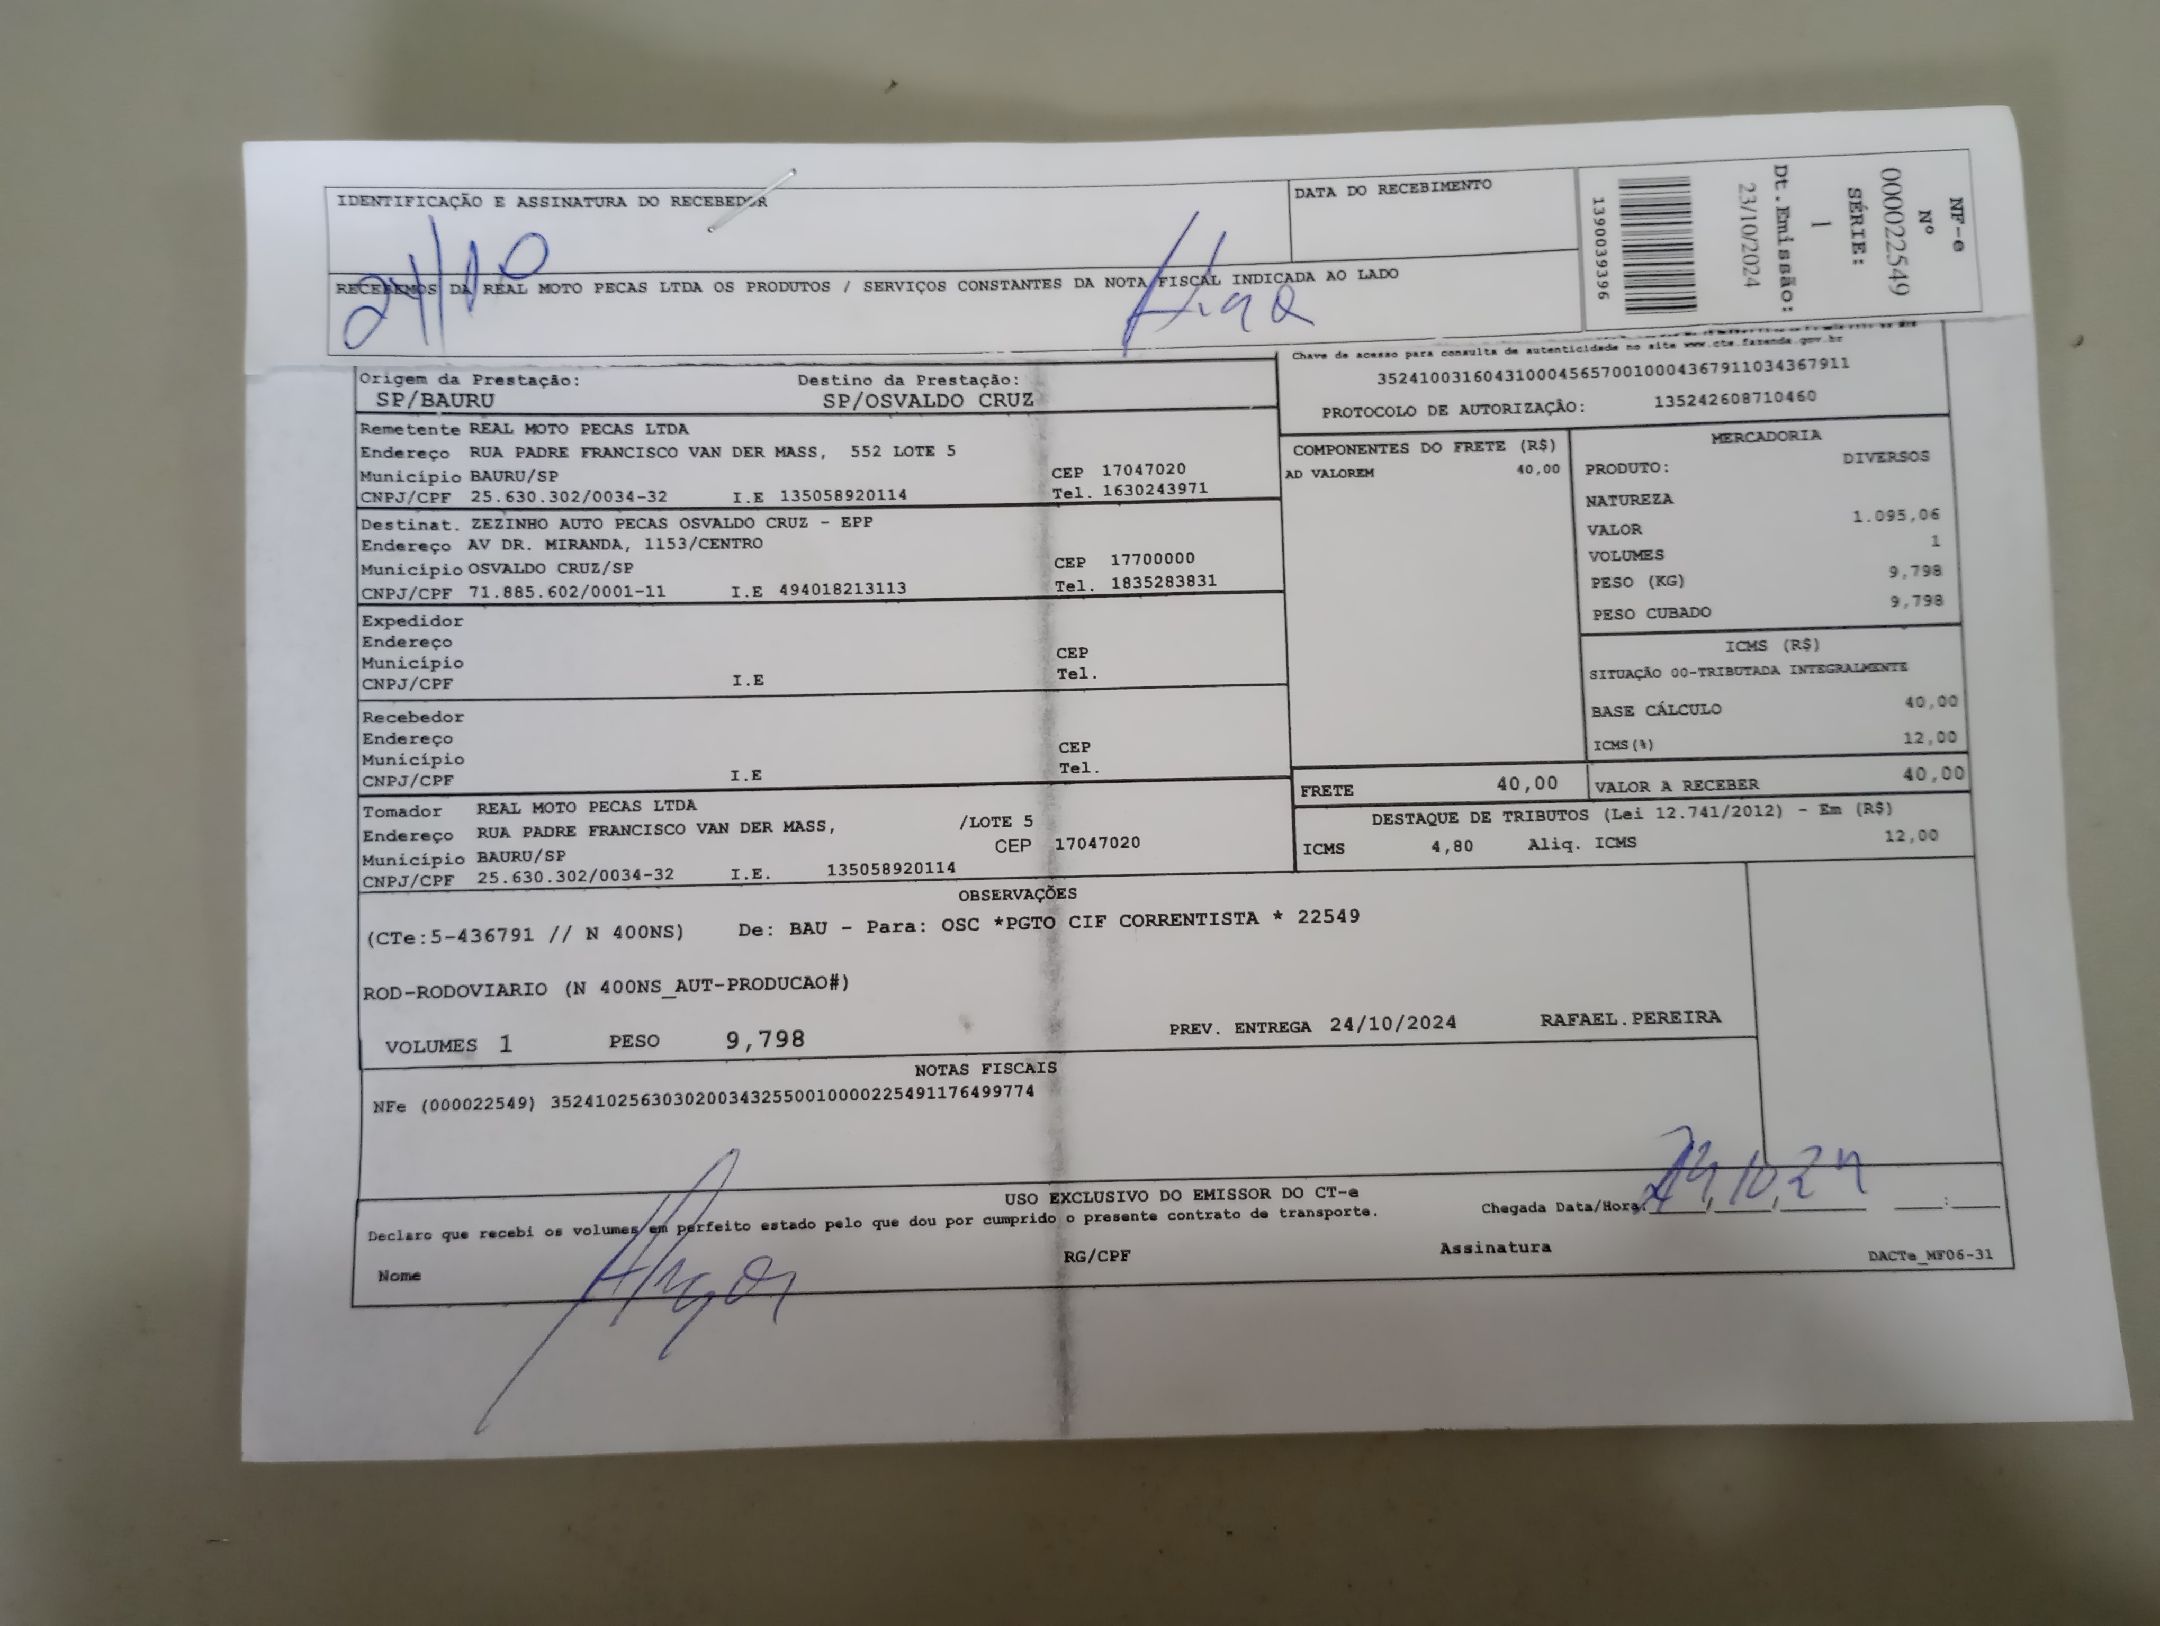 IDENTIFICAÇÃO E ASSINATURA DO RECEBEDOR
DATA DO RECEBIMENTO
24/10
RECEBEMOS DA REAL MOTO PECAS LTDA OS PRODUTOS / SERVIÇOS CONSTANTES DA NOTA FISCAL INDICADA AO LADO
NF-e
Nº
000022549
SÉRIE:
1
Dt.Emissão:
23/10/2024
1390039396
Chave de acesso para consulta de autenticidade no site www.cte.fazenda.gov.br
35241003160431000456570010004367911034367911
PROTOCOLO DE AUTORIZAÇÃO: 135242608710460
Origem da Prestação: Destino da Prestação:
SP/BAURU SP/OSVALDO CRUZ
Remetente REAL MOTO PECAS LTDA
Endereço RUA PADRE FRANCISCO VAN DER MASS, 552 LOTE 5
Município BAURU/SP CEP 17047020
CNPJ/CPF 25.630.302/0034-32 I.E 135058920114 Tel. 1630243971
Destinat. ZEZINHO AUTO PECAS OSVALDO CRUZ - EPP
Endereço AV DR. MIRANDA, 1153/CENTRO
Município OSVALDO CRUZ/SP CEP 17700000
CNPJ/CPF 71.885.602/0001-11 I.E 494018213113 Tel. 1835283831
Expedidor
Endereço
Município CEP
CNPJ/CPF I.E Tel.
Recebedor
Endereço
Município CEP
CNPJ/CPF I.E Tel.
Tomador REAL MOTO PECAS LTDA
Endereço RUA PADRE FRANCISCO VAN DER MASS, /LOTE 5
Município BAURU/SP CEP 17047020
CNPJ/CPF 25.630.302/0034-32 I.E. 135058920114
COMPONENTES DO FRETE (R$)
AD VALOREM 40,00
MERCADORIA
PRODUTO: DIVERSOS
NATUREZA
VALOR 1.095,06
VOLUMES 1
PESO (KG) 9,798
PESO CUBADO 9,798
ICMS (R$)
SITUAÇÃO 00-TRIBUTADA INTEGRALMENTE
BASE CÁLCULO 40,00
ICMS(%) 12,00
FRETE 40,00 VALOR A RECEBER 40,00
DESTAQUE DE TRIBUTOS (Lei 12.741/2012) - Em (R$)
ICMS 4,80 Aliq. ICMS 12,00
OBSERVAÇÕES
(CTe:5-436791 // N 400NS) De: BAU - Para: OSC *PGTO CIF CORRENTISTA * 22549
ROD-RODOVIARIO (N 400NS_AUT-PRODUCAO#)
VOLUMES 1 PESO 9,798 PREV. ENTREGA 24/10/2024 RAFAEL.PEREIRA
NOTAS FISCAIS
NFe (000022549) 35241025630302003432550010000225491176499774
USO EXCLUSIVO DO EMISSOR DO CT-e
Declaro que recebi os volumes em perfeito estado pelo que dou por cumprido o presente contrato de transporte.
Chegada Data/Hora: 24,10,24 :
Nome RG/CPF Assinatura DACTe_MF06-31